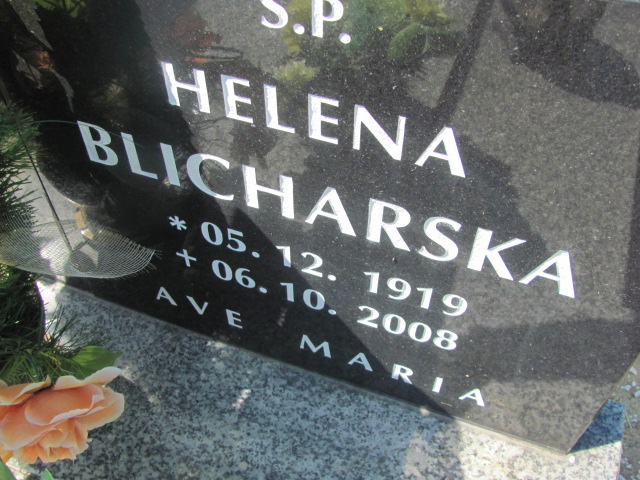 S.P.
HELENA
BLICHARSKA
* 05. 12. 1919
+ 06. 10. 2008
AVE MARIA